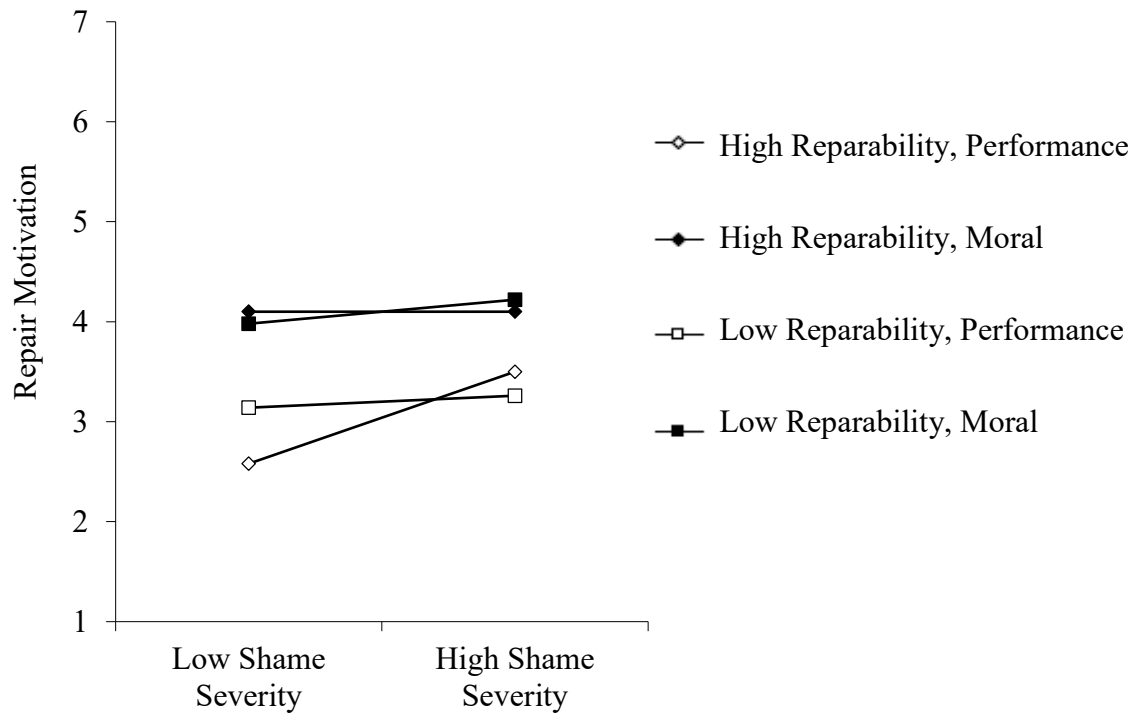 7
6
5
4
3
2
1
Repair Motivation
Low Shame
Severity
High Shame
Severity
High Reparability, Performance
High Reparability, Moral
Low Reparability, Performance
Low Reparability, Moral